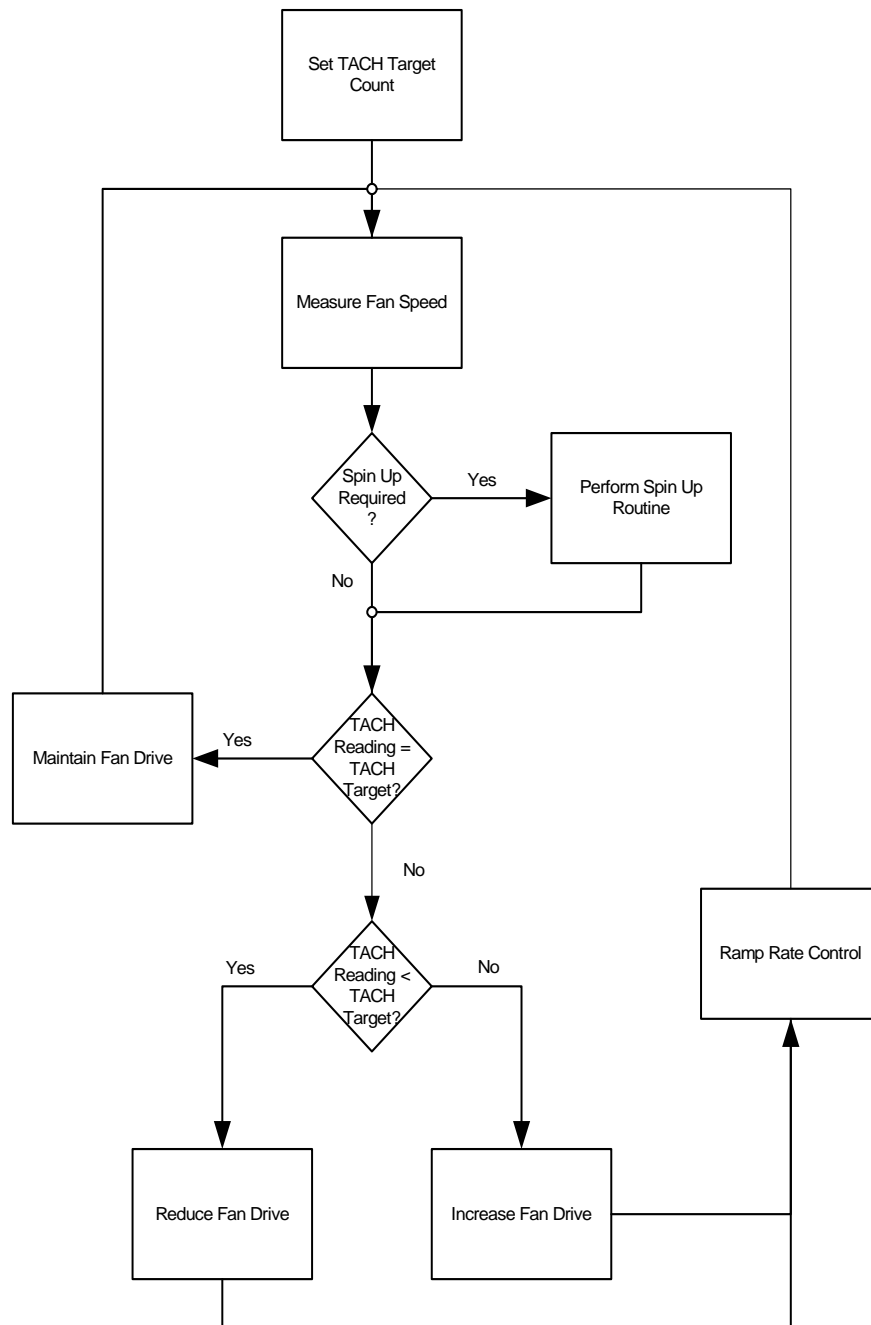 Set TACH Target
Count
Measure Fan Speed
Spin Up
Required
?
Yes
Perform Spin Up
Routine
No
Maintain Fan Drive
Yes
TACH
Reading =
TACH
Target?
No
Ramp Rate Control
Yes
TACH
Reading <
TACH
Target?
No
Reduce Fan Drive
Increase Fan Drive